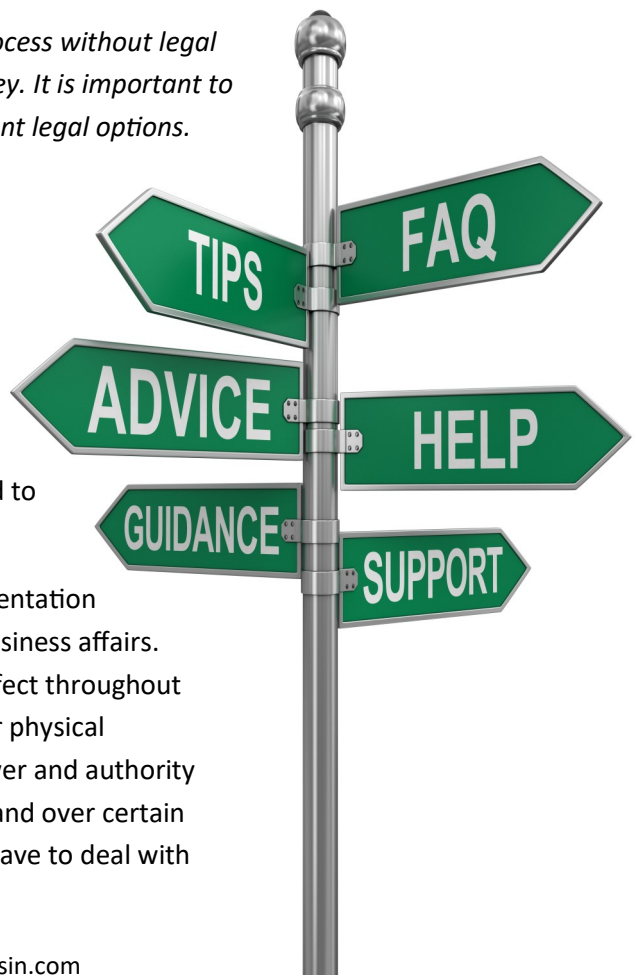 ocess without legal
ey. It is important to
nt legal options.
TIPS
FAQ
ADVICE
HELP
l to
GUIDANCE
SUPPORT
entation
siness affairs.
fect throughout
r physical
ver and authority
and over certain
ave to deal with
sin.com